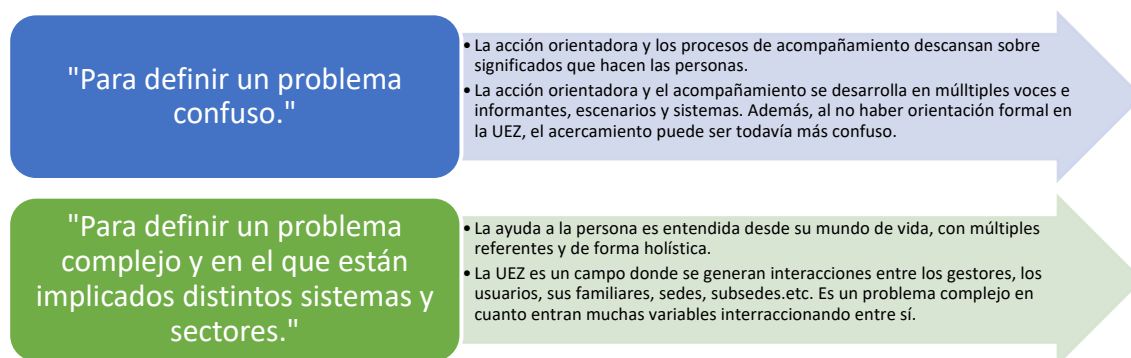 "Para definir un problema
confuso."
• La acción orientadora y los procesos de acompañamiento descansan sobre
significados que hacen las personas.
• La acción orientadora y el acompañamiento se desarrolla en múlltiples voces e
informantes, escenarios y sistemas. Además, al no haber orientación formal en
la UEZ, el acercamiento puede ser todavía más confuso.
"Para definir un problema
complejo y en el que están
implicados distintos sistemas y
sectores."
• La ayuda a la persona es entendida desde su mundo de vida, con múltiples
referentes y de forma holística.
• La UEZ es un campo donde se generan interacciones entre los gestores, los
usuarios, sus familiares, sedes, subsedes.etc. Es un problema complejo en
cuanto entran muchas variables interraccionando entre sí.